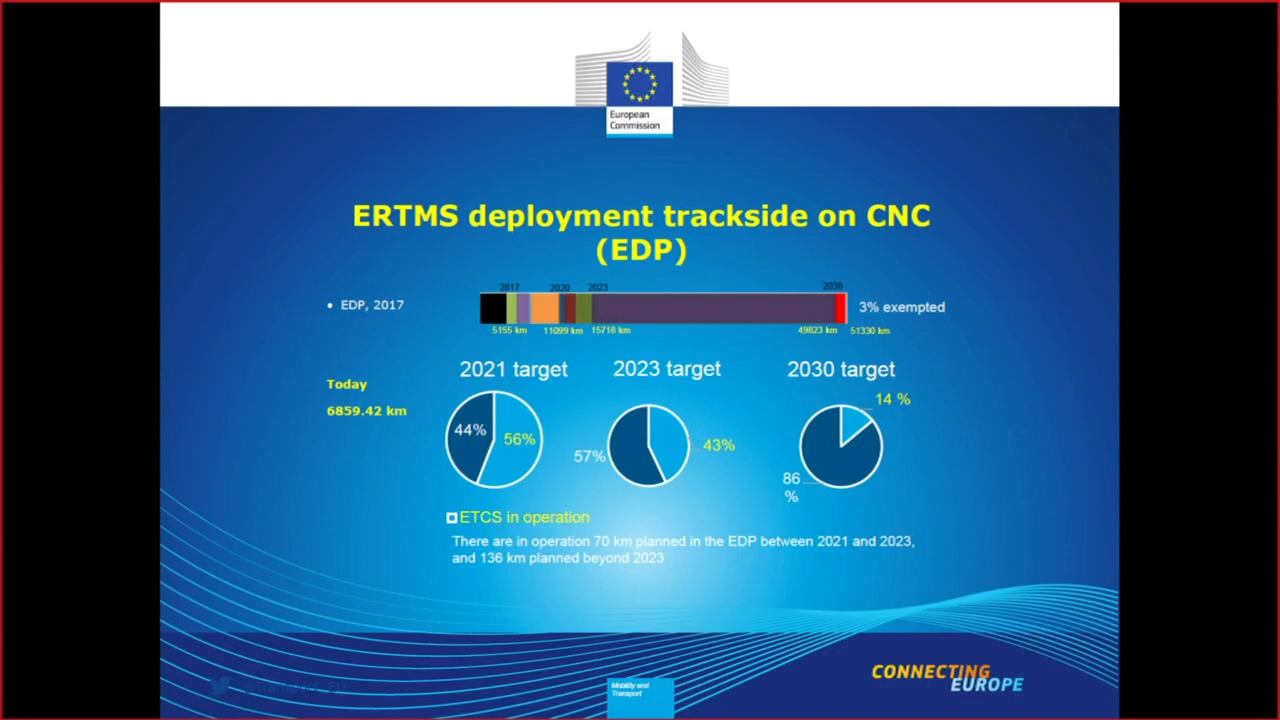 European
Commission
ERTMS deployment trackside on CNC
(EDP)
2017 2020 2023 2030
• EDP, 2017
3% exempted
5155 km 11099 km 15718 km 49823 km 51330 km
2021 target 2023 target 2030 target
Today
6859.42 km
44% 56%
57% 43%
14 %
86
%
ETCS in operation
There are in operation 70 km planned in the EDP between 2021 and 2023,
and 136 km planned beyond 2023
CONNECTING
EUROPE
Mobility and
Transport